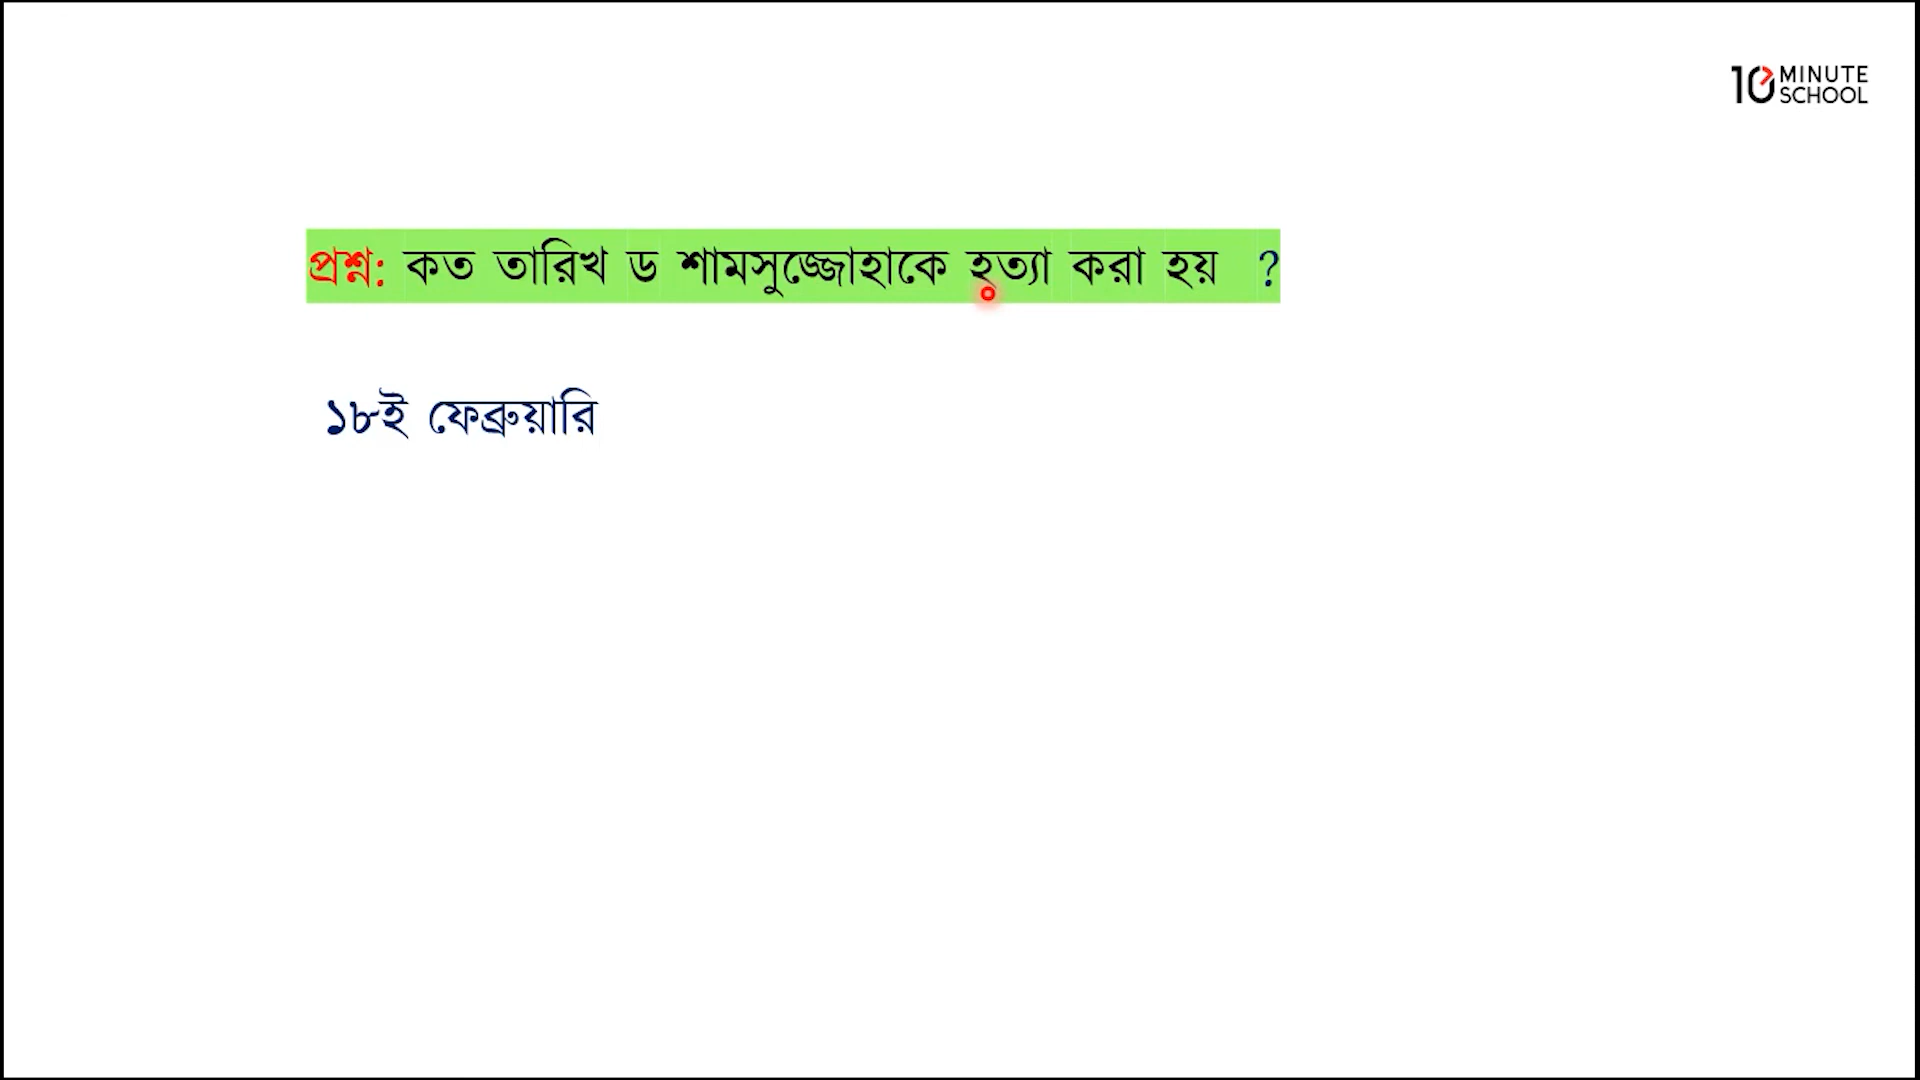 10 MINUTE
SCHOOL
প্রশ্ন: কত তারিখ ড শামসুজ্জোহাকে হত্যা করা হয় ?
১৮ই ফেব্রুয়ারি